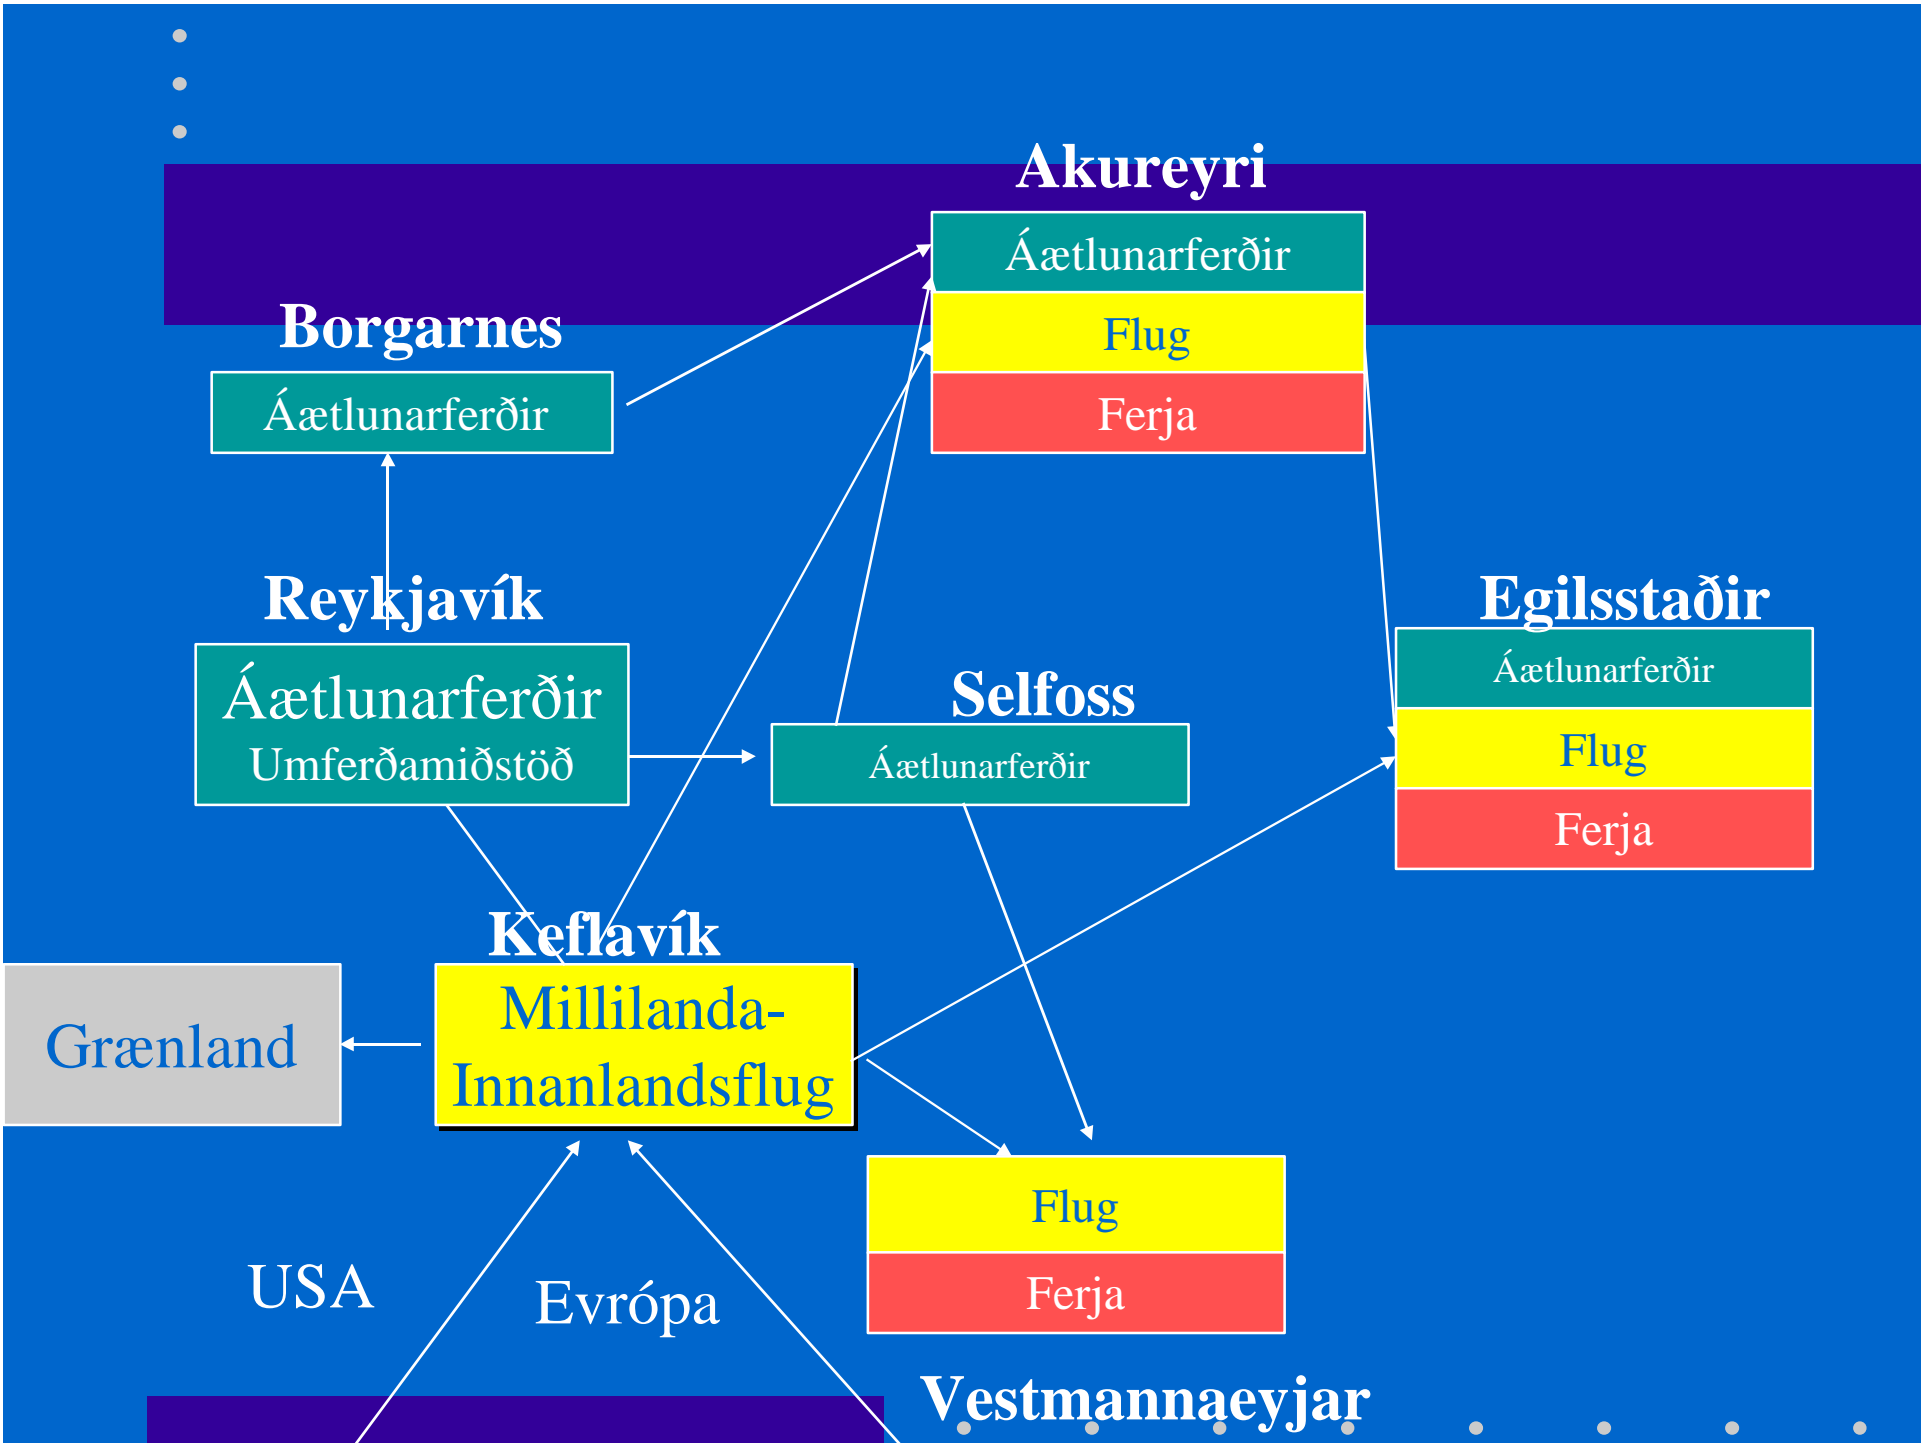 Akureyri
Áætlunarferðir
Flug
Ferja
Borgarnes
Áætlunarferðir
Reykjavík
Áætlunarferðir
Umferðamiðstöð
Selfoss
Áætlunarferðir
Egilsstaðir
Áætlunarferðir
Flug
Ferja
Keflavík
Millilanda-
Innanlandsflug
Grænland
Flug
Ferja
Vestmannaeyjar
USA
Evrópa